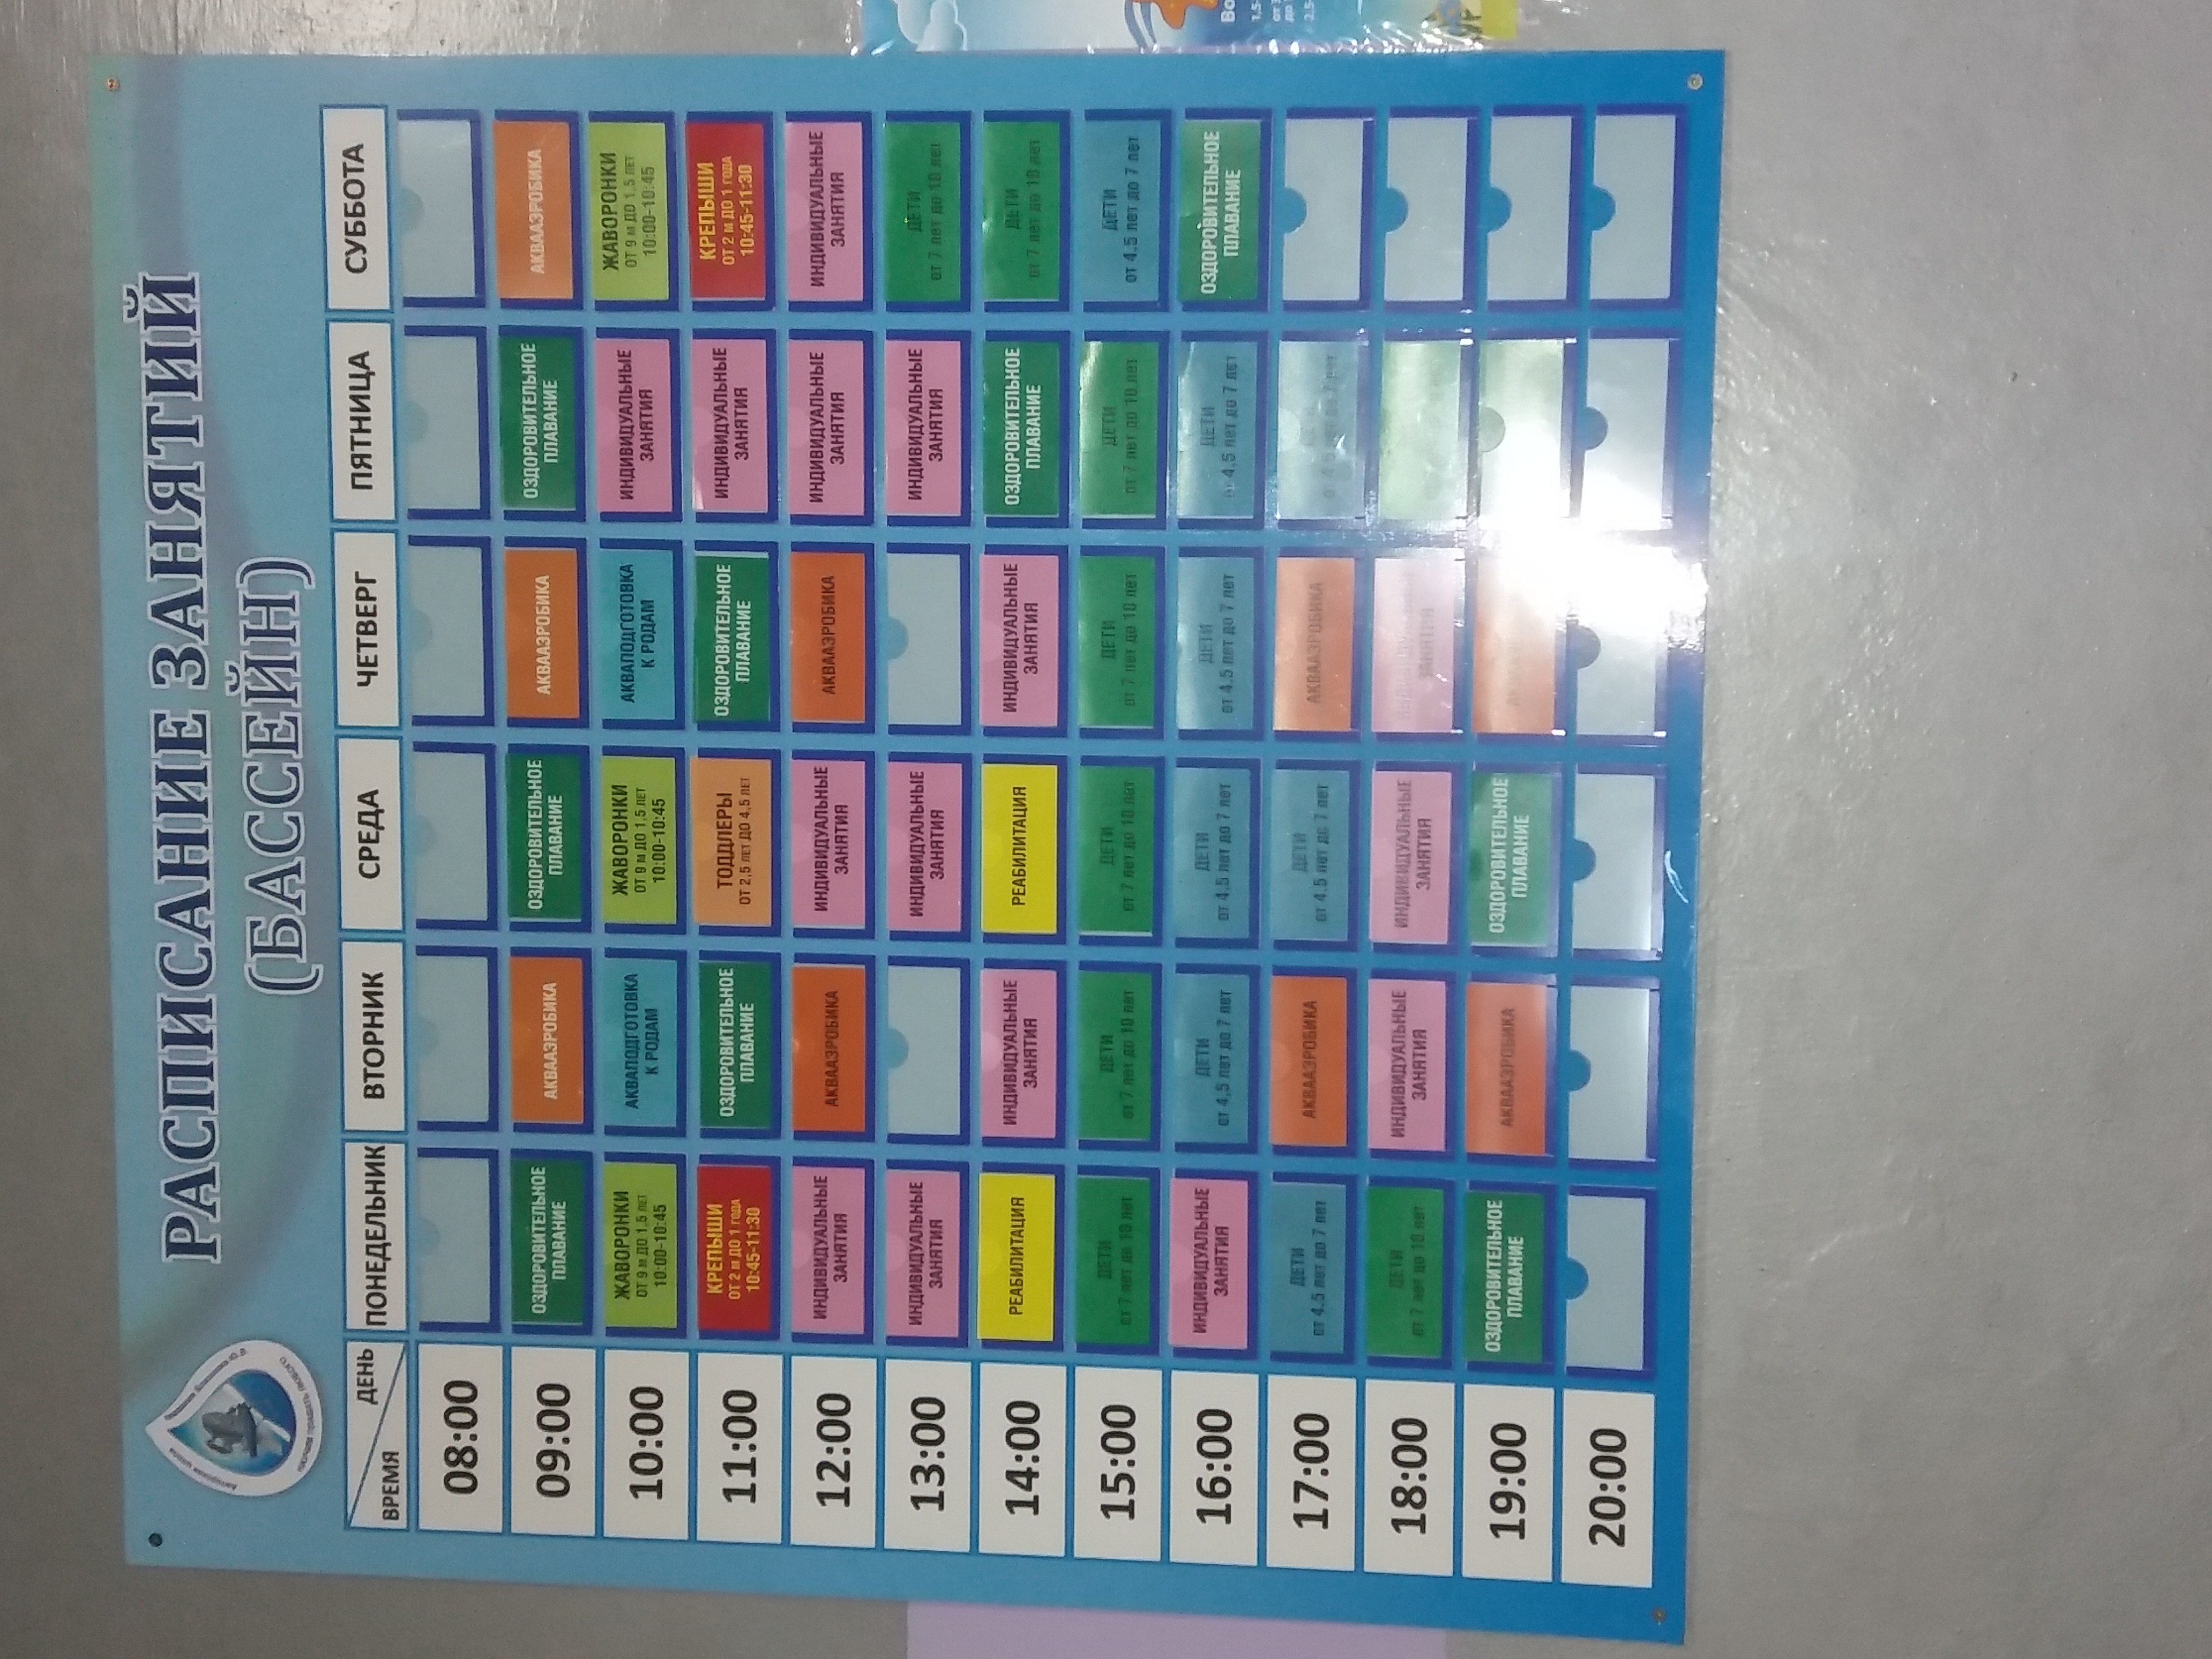 НАУЧИМ ПЛАВАТЬ ЛЮБОГО
РАСПИСАНИЕ ЗАНЯТИЙ
(БАССЕЙН)
ДЕНЬ
ВРЕМЯ
ПОНЕДЕЛЬНИК ВТОРНИК СРЕДА ЧЕТВЕРГ ПЯТНИЦА СУББОТА
08:00
09:00
ОЗДОРОВИТЕЛЬНОЕ
ПЛАВАНИЕ
АКВААЭРОБИКА
ОЗДОРОВИТЕЛЬНОЕ
ПЛАВАНИЕ
АКВААЭРОБИКА
ОЗДОРОВИТЕЛЬНОЕ
ПЛАВАНИЕ
АКВААЭРОБИКА
10:00
ЖАВОРОНКИ
ОТ 9 м ДО 1,5 ЛЕТ
10:00-10:45
АКВАПОДГОТОВКА
К РОДАМ
ЖАВОРОНКИ
ОТ 9 м ДО 1,5 ЛЕТ
10:00-10:45
АКВАПОДГОТОВКА
К РОДАМ
ИНДИВИДУАЛЬНЫЕ
ЗАНЯТИЯ
ЖАВОРОНКИ
ОТ 9 м ДО 1,5 ЛЕТ
10:00-10:45
11:00
КРЕПЫШИ
ОТ 2 м ДО 1 ГОДА
10:45-11:30
ОЗДОРОВИТЕЛЬНОЕ
ПЛАВАНИЕ
ТОДДЛЕРЫ
ОТ 2,5 ЛЕТ ДО 4,5 ЛЕТ
ОЗДОРОВИТЕЛЬНОЕ
ПЛАВАНИЕ
ИНДИВИДУАЛЬНЫЕ
ЗАНЯТИЯ
КРЕПЫШИ
ОТ 2 м ДО 1 ГОДА
10:45-11:30
12:00
ИНДИВИДУАЛЬНЫЕ
ЗАНЯТИЯ
АКВААЭРОБИКА
ИНДИВИДУАЛЬНЫЕ
ЗАНЯТИЯ
АКВААЭРОБИКА
ИНДИВИДУАЛЬНЫЕ
ЗАНЯТИЯ
ИНДИВИДУАЛЬНЫЕ
ЗАНЯТИЯ
13:00
ИНДИВИДУАЛЬНЫЕ
ЗАНЯТИЯ
ИНДИВИДУАЛЬНЫЕ
ЗАНЯТИЯ
ИНДИВИДУАЛЬНЫЕ
ЗАНЯТИЯ
ДЕТИ
от 7 лет до 10 лет
14:00
РЕАБИЛИТАЦИЯ
ИНДИВИДУАЛЬНЫЕ
ЗАНЯТИЯ
РЕАБИЛИТАЦИЯ
ИНДИВИДУАЛЬНЫЕ
ЗАНЯТИЯ
ОЗДОРОВИТЕЛЬНОЕ
ПЛАВАНИЕ
ДЕТИ
от 7 лет до 10 лет
15:00
ДЕТИ
от 7 лет до 10 лет
ДЕТИ
от 7 лет до 10 лет
ДЕТИ
от 7 лет до 10 лет
ДЕТИ
от 7 лет до 10 лет
ДЕТИ
от 7 лет до 10 лет
ДЕТИ
от 4,5 лет до 7 лет
16:00
ИНДИВИДУАЛЬНЫЕ
ЗАНЯТИЯ
ДЕТИ
от 4,5 лет до 7 лет
ДЕТИ
от 4,5 лет до 7 лет
ДЕТИ
от 4,5 лет до 7 лет
ДЕТИ
от 4,5 лет до 7 лет
ОЗДОРОВИТЕЛЬНОЕ
ПЛАВАНИЕ
17:00
ДЕТИ
от 4,5 лет до 7 лет
АКВААЭРОБИКА
ДЕТИ
от 4,5 лет до 7 лет
АКВААЭРОБИКА
ДЕТИ
от 4,5 лет до 7 лет
18:00
ДЕТИ
от 7 лет до 10 лет
ИНДИВИДУАЛЬНЫЕ
ЗАНЯТИЯ
ИНДИВИДУАЛЬНЫЕ
ЗАНЯТИЯ
ИНДИВИДУАЛЬНЫЕ
ЗАНЯТИЯ
19:00
ОЗДОРОВИТЕЛЬНОЕ
ПЛАВАНИЕ
АКВААЭРОБИКА
ОЗДОРОВИТЕЛЬНОЕ
ПЛАВАНИЕ
20:00